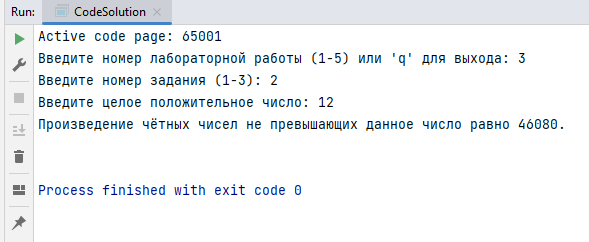 Run: CodeSolution
Active code page: 65001
Введите номер лабораторной работы (1-5) или 'q' для выхода: 3
Введите номер задания (1-3): 2
Введите целое положительное число: 12
Произведение чётных чисел не превышающих данное число равно 46080.
Process finished with exit code 0